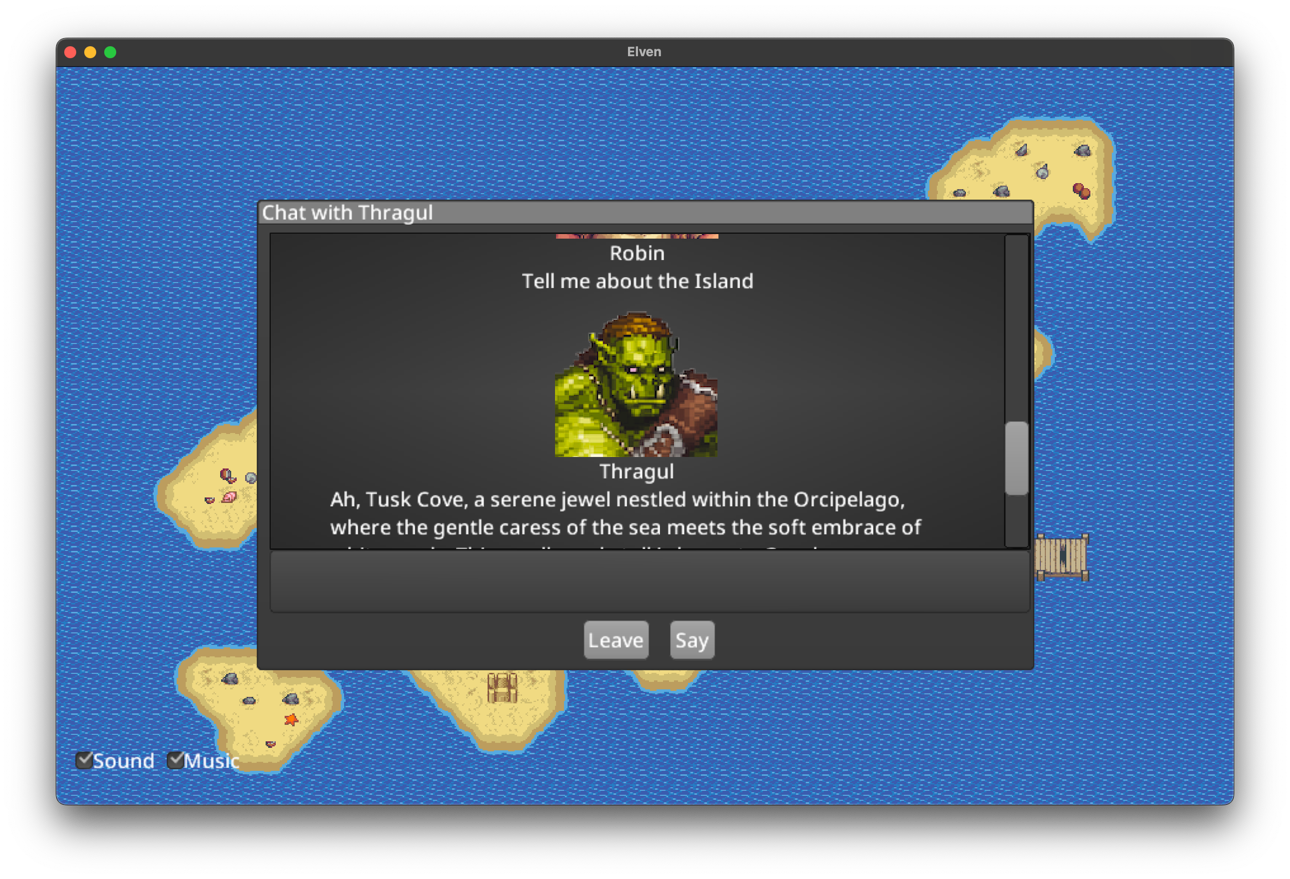 Elven
Chat with Thragul
Robin
Tell me about the Island
Thragul
Ah, Tusk Cove, a serene jewel nestled within the Orcipelago,
where the gentle caress of the sea meets the soft embrace of
Leave
Say
Sound
Music